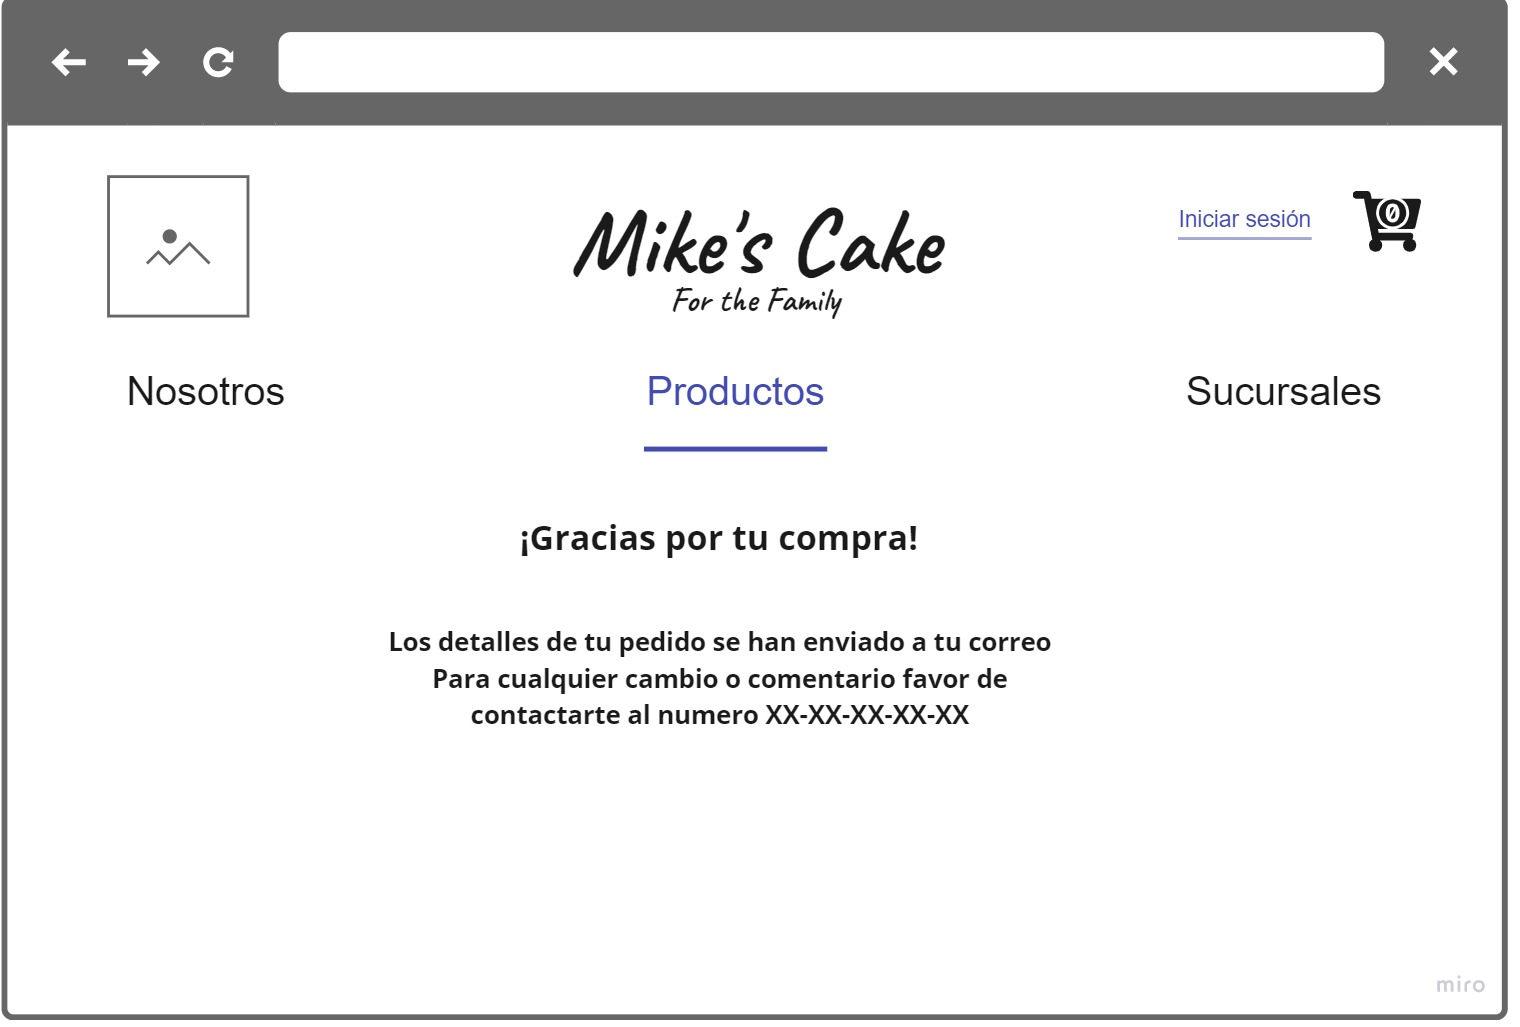 Mike's Cake
For the Family
Iniciar sesión
0
Nosotros
Productos
Sucursales
¡Gracias por tu compra!
Los detalles de tu pedido se han enviado a tu correo
Para cualquier cambio o comentario favor de
contactarte al numero XX-XX-XX-XX-XX
miro